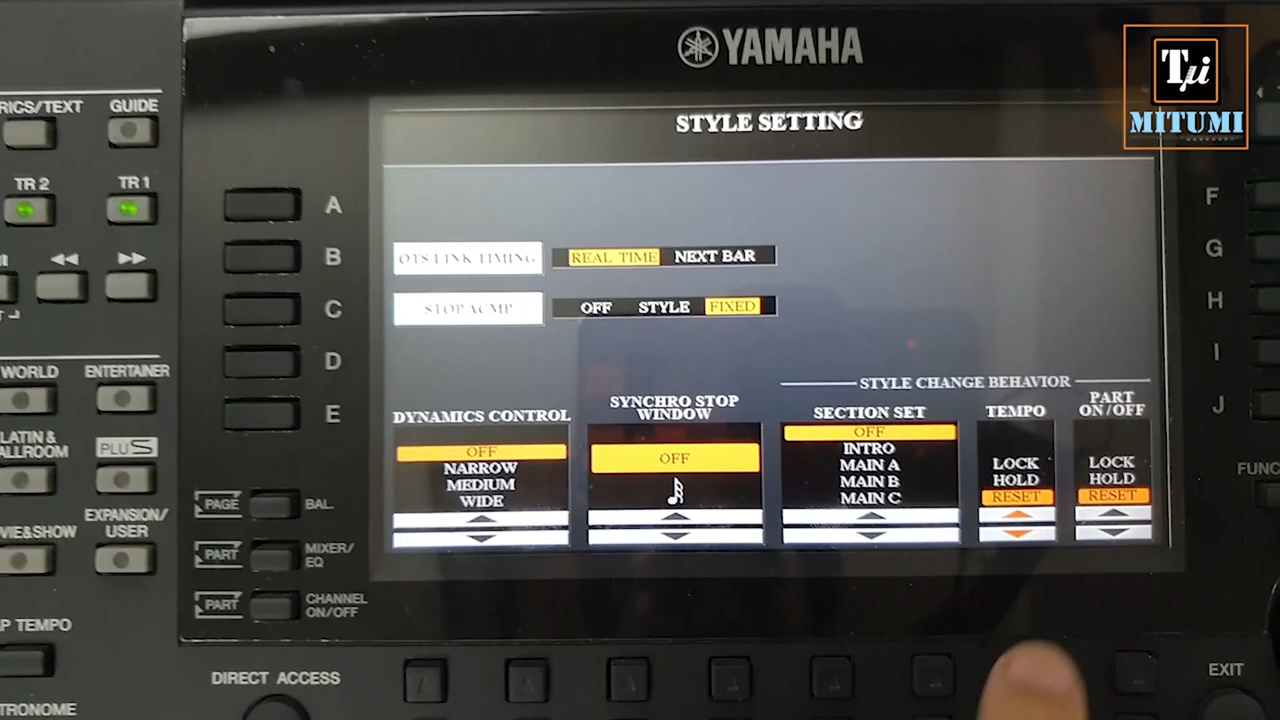 YAMAHA
Tμi
MITUMI
STYLE SETTING
RICS/TEXT
GUIDE
TR 2
TR 1
A
B
C
D
E
F
G
H
I
J
OTS LINK TIMING
REAL TIME
NEXT BAR
STOP ACMP
OFF
STYLE
FIXED
WORLD
ENTERTAINER
LATIN &
ALLROOM
PLUS
VIE&SHOW
EXPANSION/
USER
STYLE CHANGE BEHAVIOR
DYNAMICS CONTROL
OFF
NARROW
MEDIUM
WIDE
SYNCHRO STOP
WINDOW
OFF
SECTION SET
OFF
INTRO
MAIN A
MAIN B
MAIN C
TEMPO
LOCK
HOLD
RESET
PART
ON/OFF
LOCK
HOLD
RESET
PAGE
BAL.
PART
MIXER/
EQ
PART
CHANNEL
ON/OFF
FUNC
P TEMPO
TRONOME
DIRECT ACCESS
EXIT